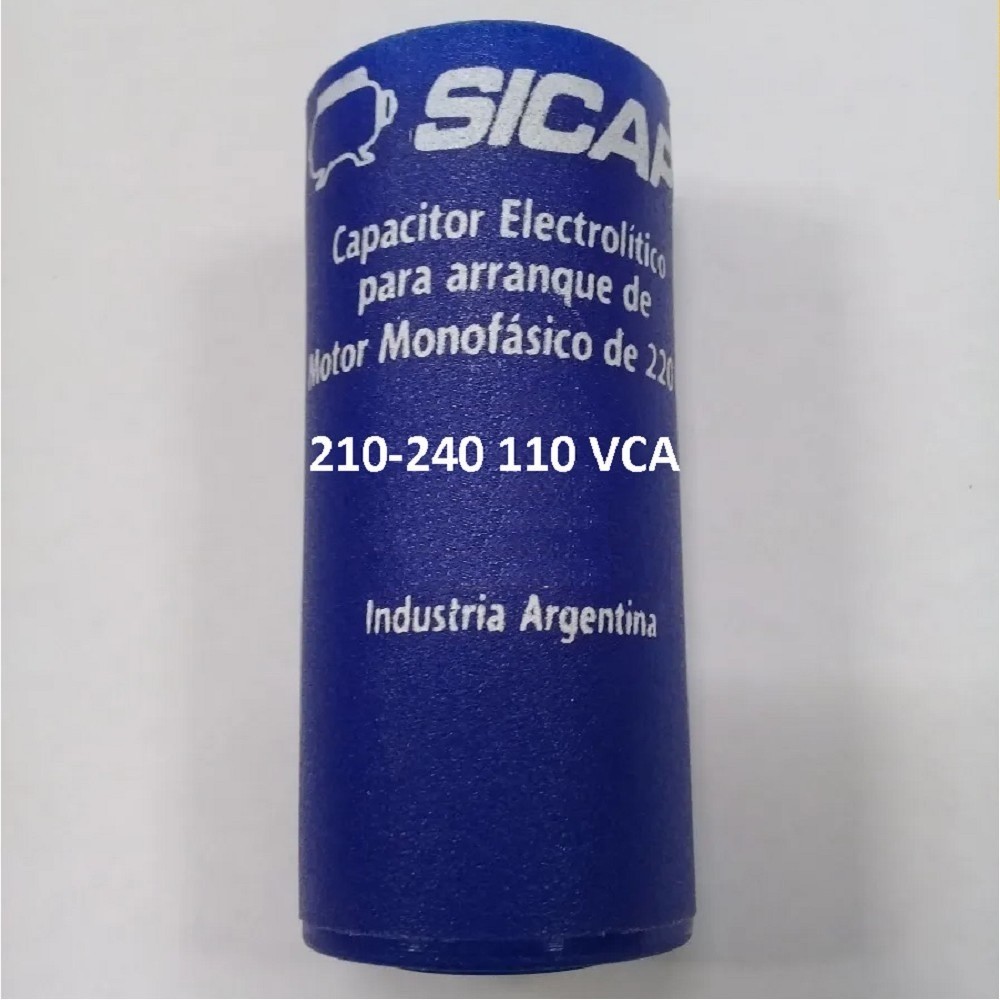 SICAP
Capacitor Electrolítico
para arranque de
Motor Monofásico de 220
210-240 110 VCA
Industria Argentina